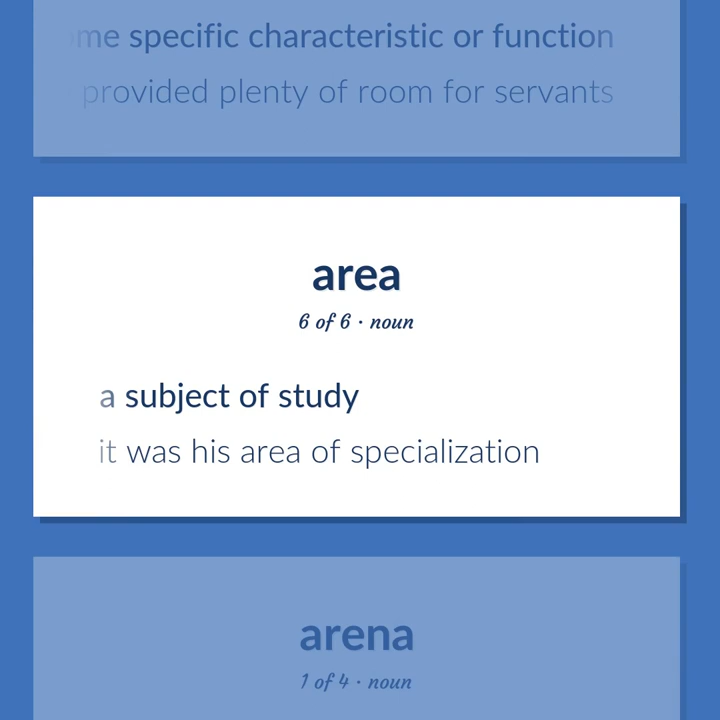 me specific characteristic or function
provided plenty of room for servants
area
6 of 6 · noun
a subject of study
it was his area of specialization
arena
1 of 4 · noun